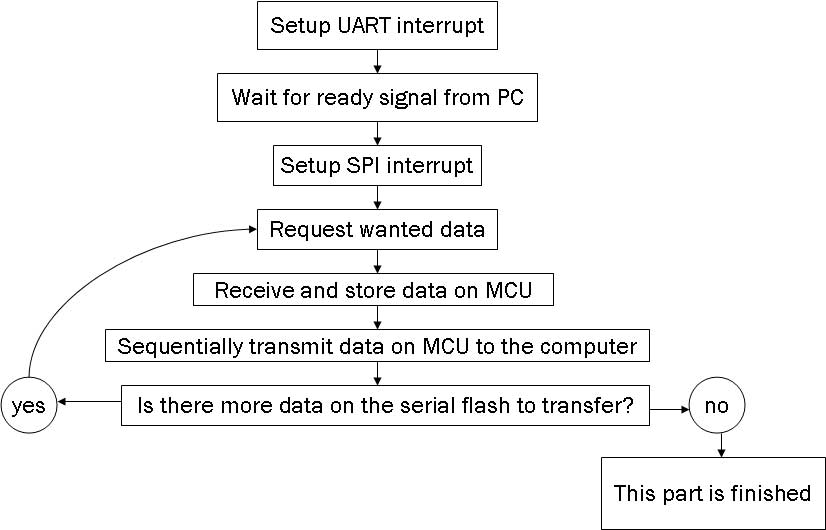 Setup UART interrupt
Wait for ready signal from PC
Setup SPI interrupt
Request wanted data
Receive and store data on MCU
Sequentially transmit data on MCU to the computer
yes
Is there more data on the serial flash to transfer?
no
This part is finished